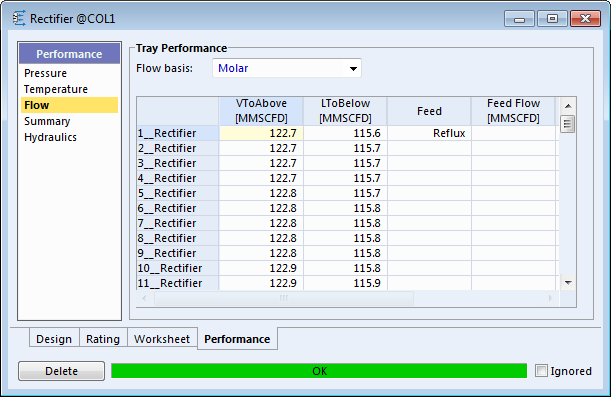 Rectifier @COL1
Performance
Pressure
Temperature
Flow
Summary
Hydraulics
Tray Performance
Flow basis: Molar
VToAbove [MMSCFD] LToBelow [MMSCFD] Feed Feed Flow [MMSCFD]
1__Rectifier 122.7 115.6 Reflux
2__Rectifier 122.7 115.7
3__Rectifier 122.7 115.7
4__Rectifier 122.7 115.7
5__Rectifier 122.8 115.7
6__Rectifier 122.8 115.8
7__Rectifier 122.8 115.8
8__Rectifier 122.8 115.8
9__Rectifier 122.8 115.8
10__Rectifier 122.9 115.8
11__Rectifier 122.9 115.9
Design Rating Worksheet Performance
Delete OK Ignored